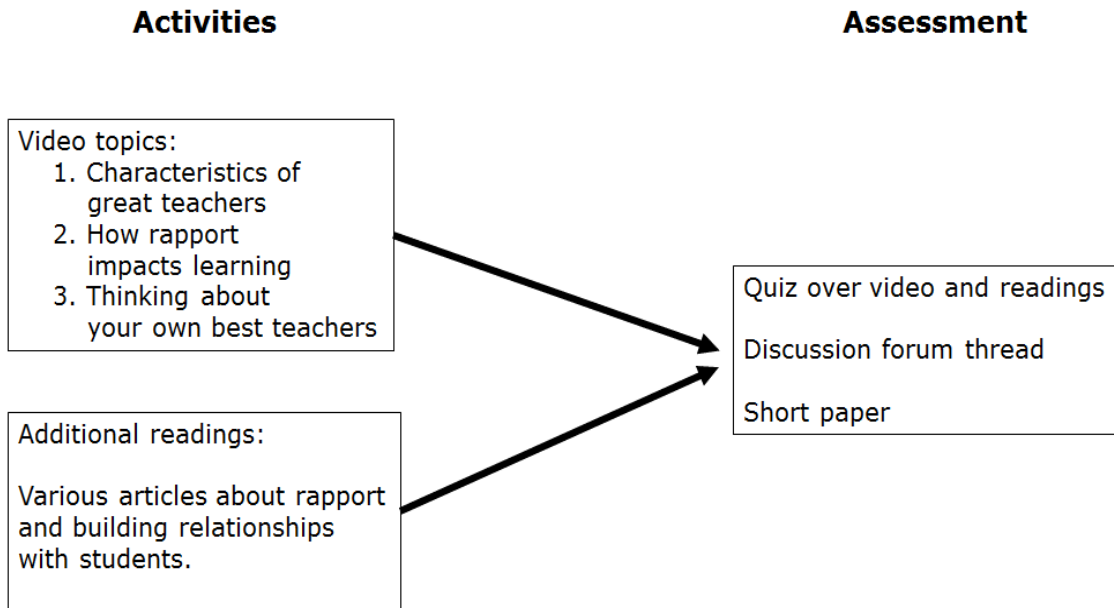 Activities
Assessment
Video topics:
1. Characteristics of
great teachers
2. How rapport
impacts learning
3. Thinking about
your own best teachers
Additional readings:
Various articles about rapport
and building relationships
with students.
Quiz over video and readings
Discussion forum thread
Short paper